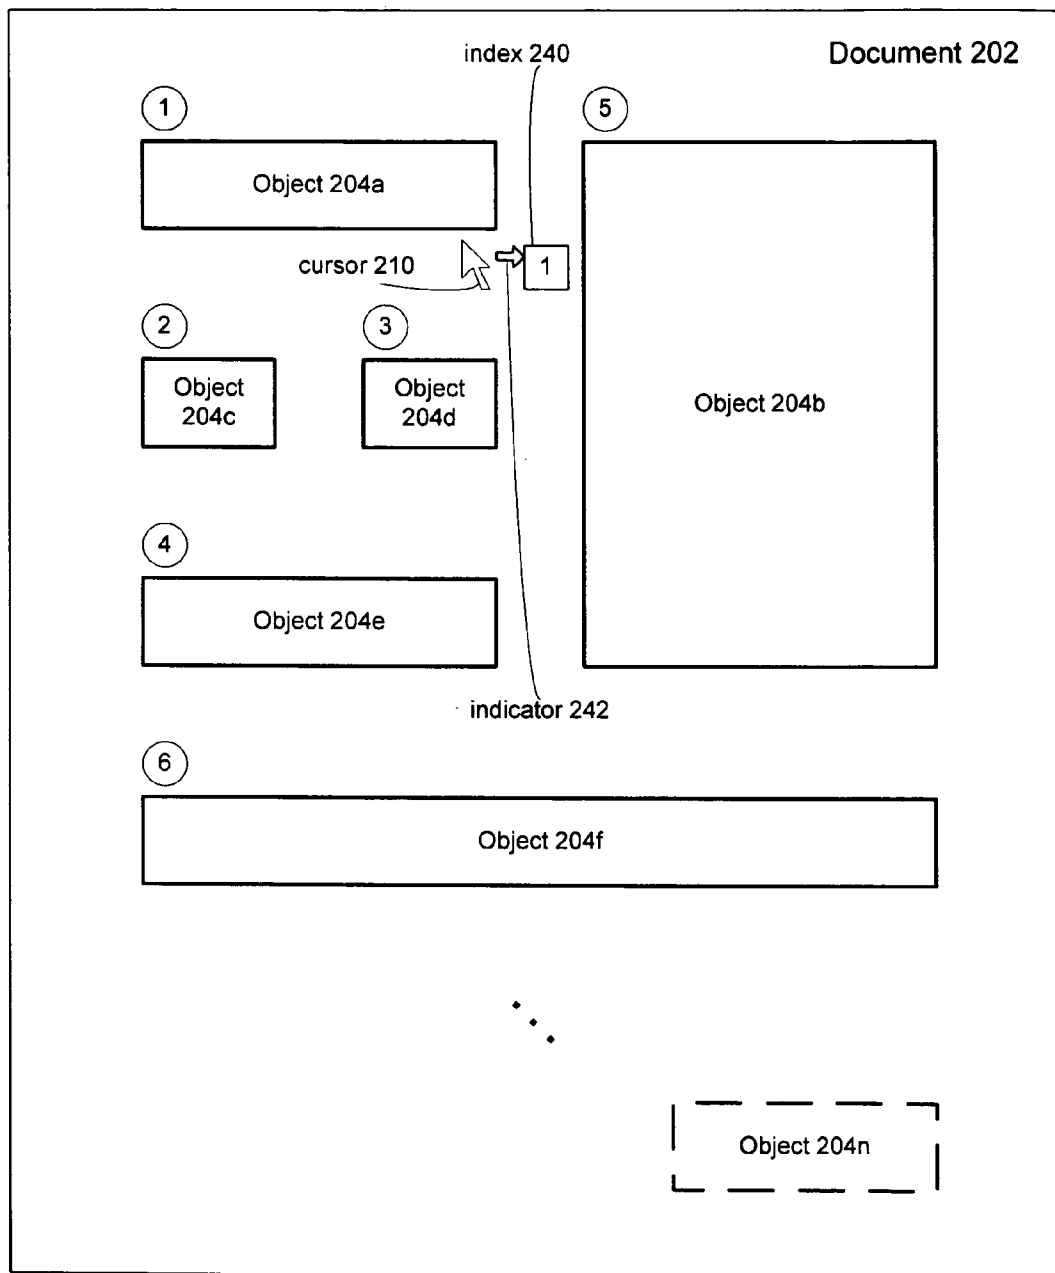 Document 202
index 240
1
5
Object 204a
cursor 210
1
2
3
Object
204c
Object
204d
Object 204b
4
Object 204e
indicator 242
6
Object 204f
Object 204n